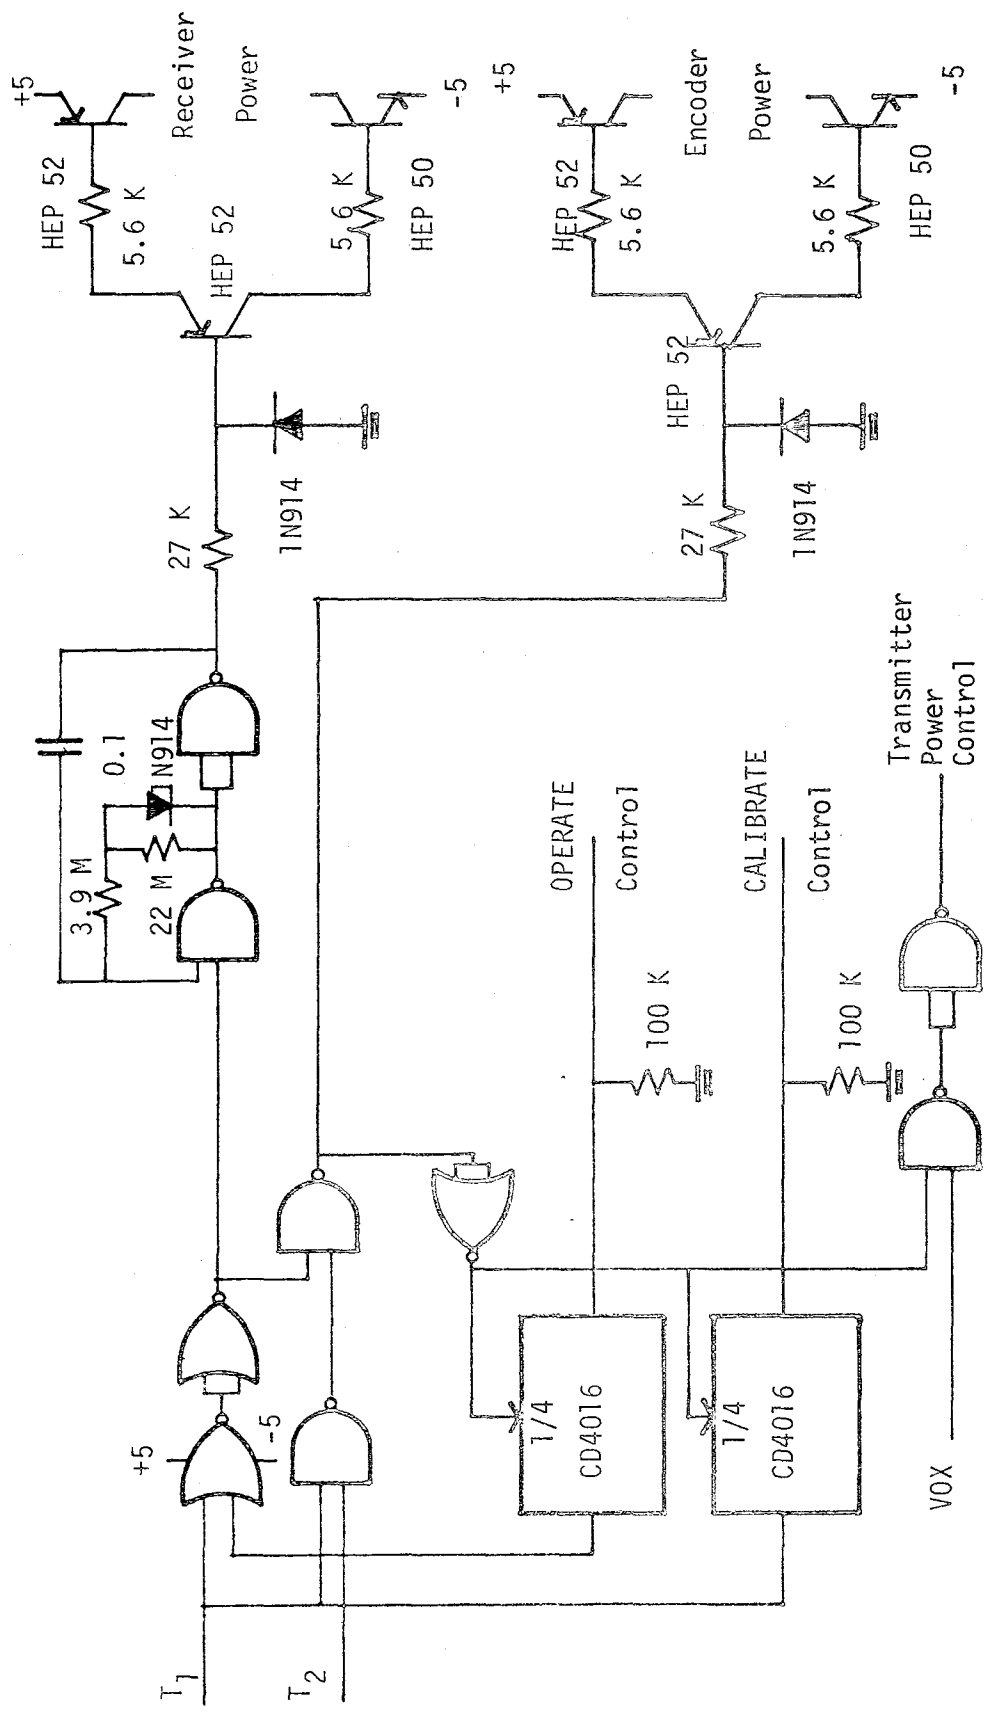 T1
T2
+5
-5
3.9 M
22 M
0.1
1N914
27 K
1N914
HEP 52
5.6 K
HEP 52
5.6 K
HEP 50
+5
Receiver
Power
-5
1/4
CD4016
1/4
CD4016
VOX
100 K
100 K
OPERATE
Control
CALIBRATE
Control
Transmitter
Power
Control
27 K
1N914
HEP 52
HEP 52
5.6 K
5.6 K
HEP 50
+5
Encoder
Power
-5